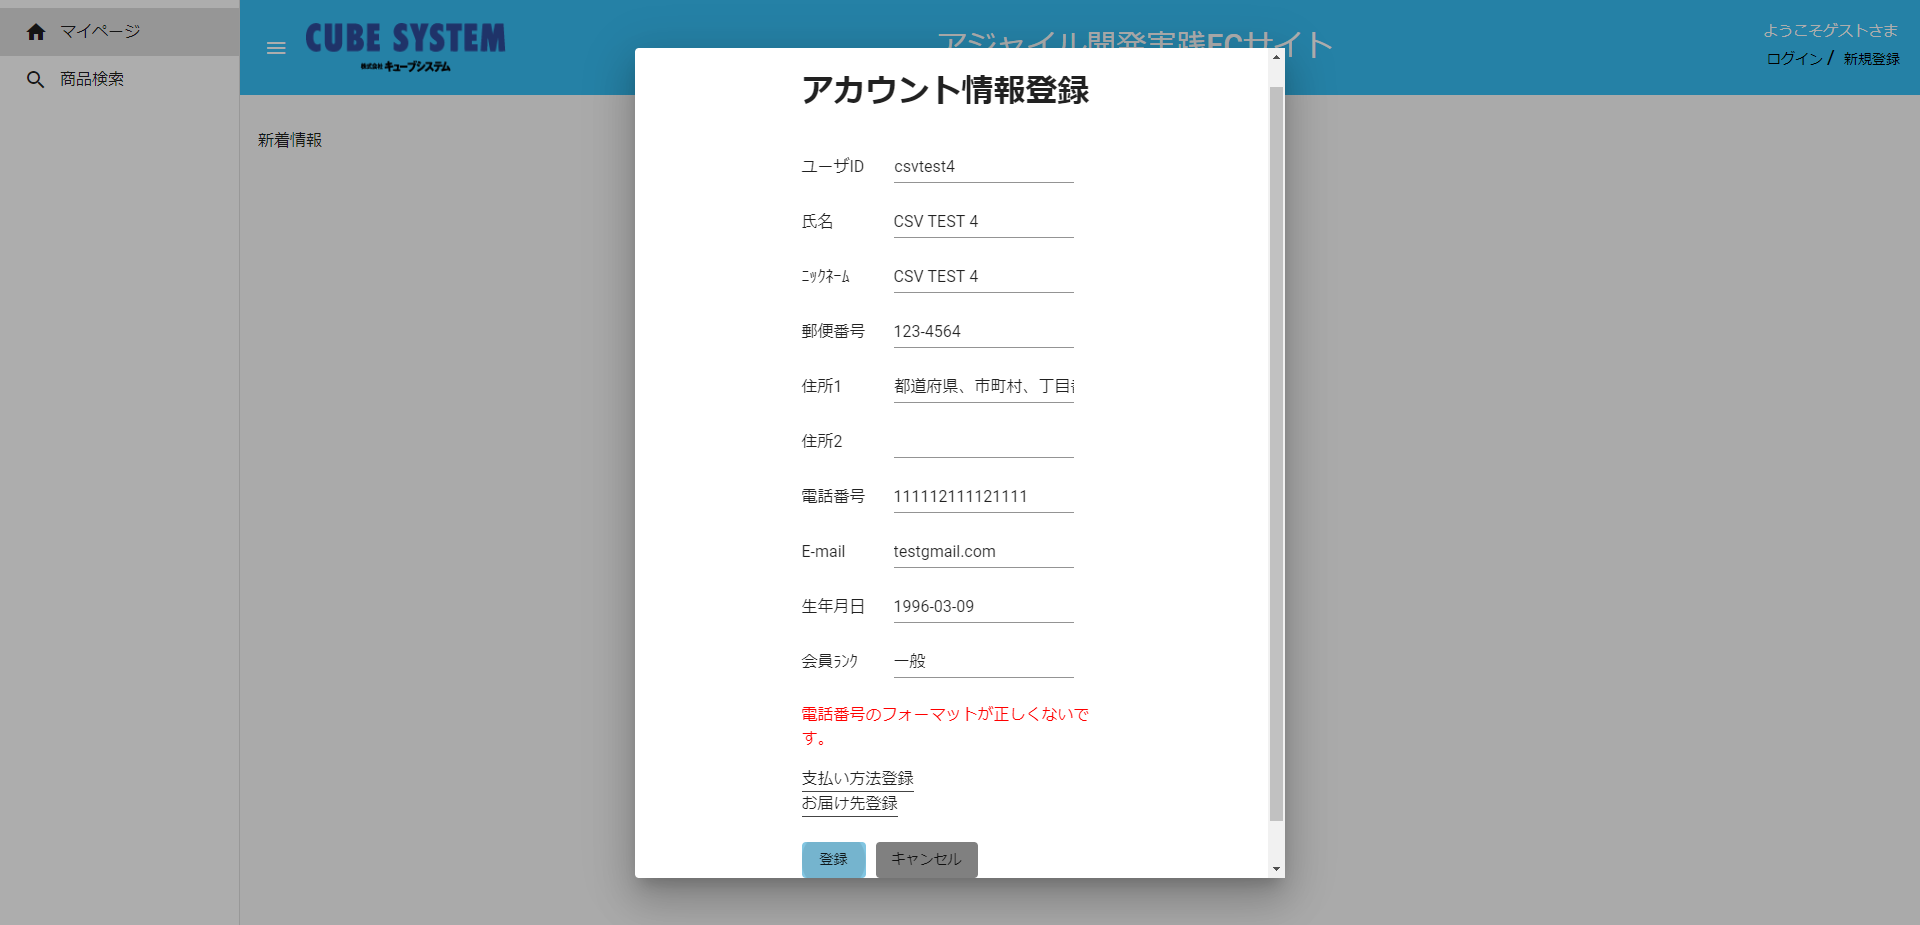 マイページ
商品検索
CUBE SYSTEM
株式会社 キューブシステム
アジャイル開発実践ECサイト
ようこそゲストさま
ログイン / 新規登録
新着情報
アカウント情報登録
ユーザID csvtest4
氏名 CSV TEST 4
ﾆｯｸﾈｰﾑ CSV TEST 4
郵便番号 123-4564
住所1 都道府県、市町村、丁目
住所2
電話番号 111112111121111
E-mail testgmail.com
生年月日 1996-03-09
会員ﾗﾝｸ 一般
電話番号のフォーマットが正しくないで
す。
支払い方法登録
お届け先登録
登録 キャンセル